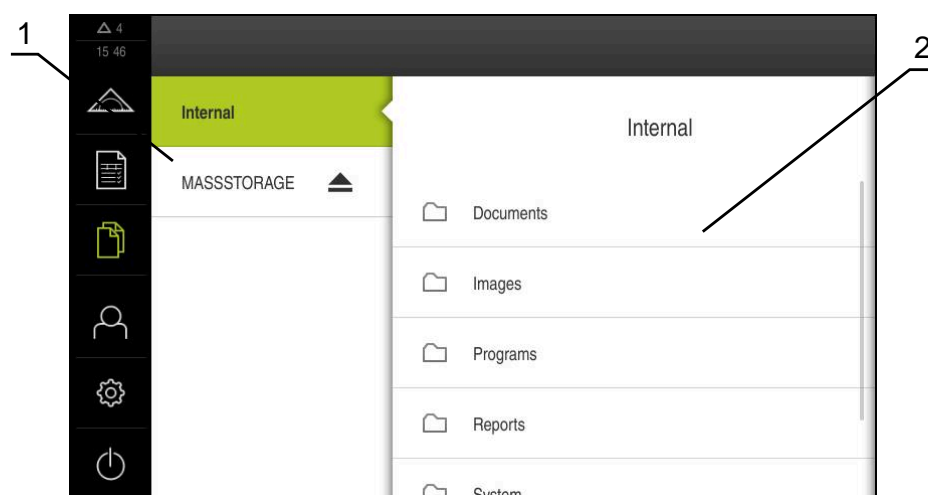 1
△ 4
15 46
2
Internal
Internal
MASSSTORAGE
Documents
Images
Programs
Reports
System